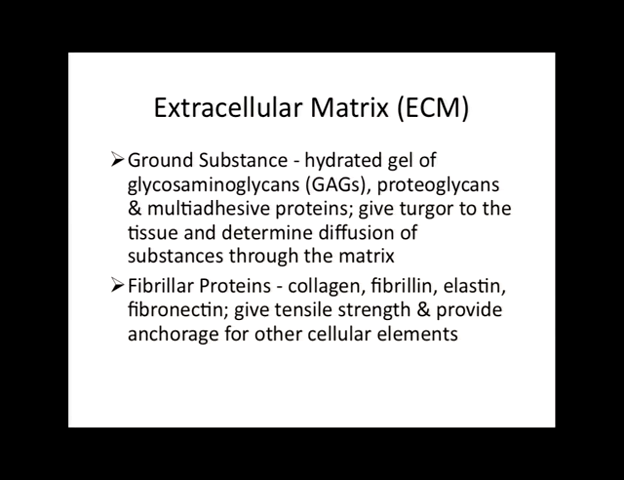 Extracellular Matrix (ECM)
➢Ground Substance - hydrated gel of
glycosaminoglycans (GAGs), proteoglycans
& multiadhesive proteins; give turgor to the
tissue and determine diffusion of
substances through the matrix
➢Fibrillar Proteins - collagen, fibrillin, elastin,
fibronectin; give tensile strength & provide
anchorage for other cellular elements